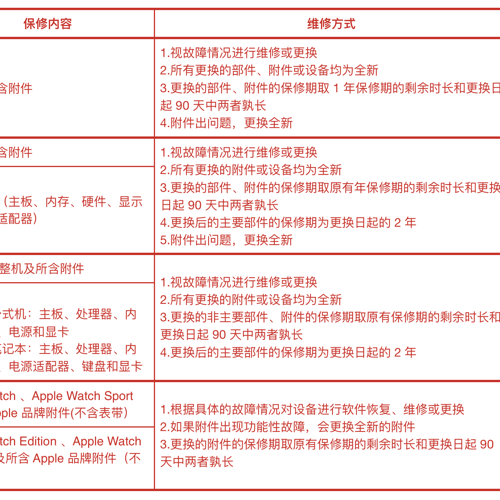 保修内容
维修方式
含附件
1.视故障情况进行维修或更换
2.所有更换的部件、附件或设备均为全新
3.更换的部件、附件的保修期取 1 年保修期的剩余时长和更换日
起 90 天中两者孰长
4.附件出问题，更换全新
含附件
（主板、内存、硬件、显示
适配器）
1.视故障情况进行维修或更换
2.所有更换的附件或设备均为全新
3.更换的部件、附件的保修期取原有年保修期的剩余时长和更换
日起 90 天中两者孰长
4.更换后的主要部件的保修期为更换日起的 2 年
5.附件出问题，更换全新
整机及所含附件
式机：主板、处理器、内
、电源和显卡
笔记本：主板、处理器、内
、电源适配器、键盘和显卡
1.视故障情况进行维修或更换
2.所有更换的附件或设备均为全新
3.更换的非主要部件、附件的保修期取原有保修期的剩余时长和
更换日起 90 天中两者孰长
4.更换后的主要部件的保修期为更换日起的 2 年
tch 、Apple Watch Sport
pple 品牌附件(不含表带）
tch Edition 、Apple Watch
及所含 Apple 品牌附件（不
1.根据具体的故障情况对设备进行软件恢复、维修或更换
2.如果附件出现功能性故障，会更换全新的附件
3.更换的附件的保修期取原有保修期的剩余时长和更换日起 90
天中两者孰长